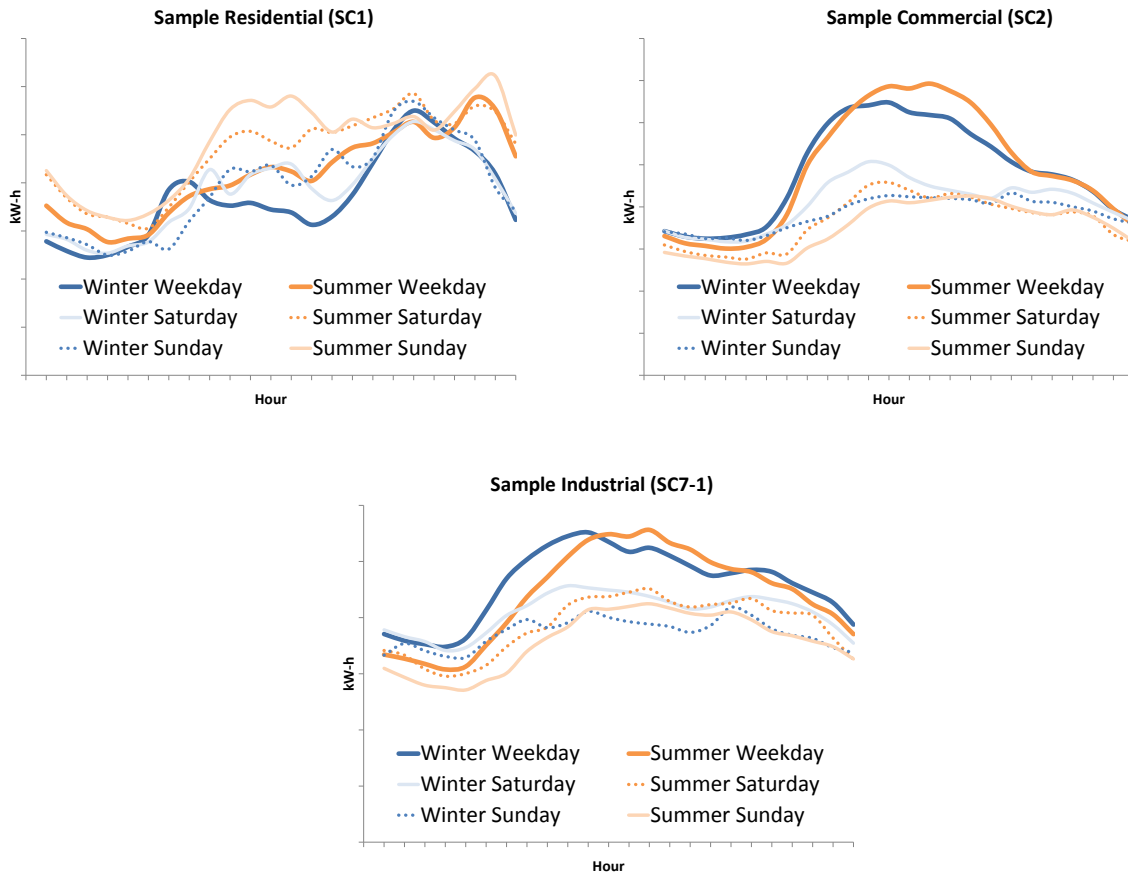 Sample Residential (SC1)
kW-h
Winter Weekday Summer Weekday
Winter Saturday Summer Saturday
Winter Sunday Summer Sunday
Hour
Sample Commercial (SC2)
kW-h
Winter Weekday Summer Weekday
Winter Saturday Summer Saturday
Winter Sunday Summer Sunday
Hour
Sample Industrial (SC7-1)
kW-h
Winter Weekday Summer Weekday
Winter Saturday Summer Saturday
Winter Sunday Summer Sunday
Hour